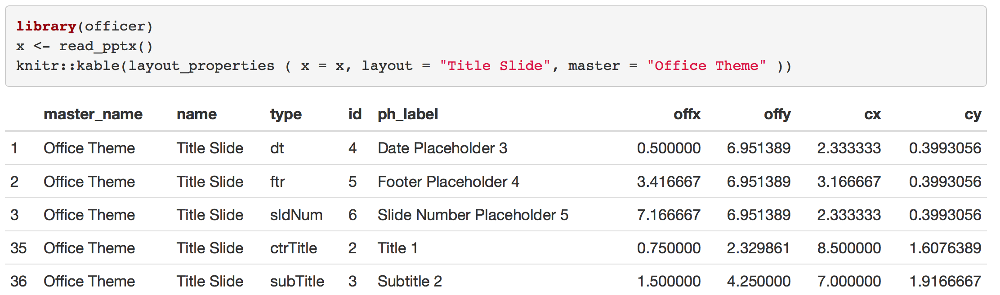 library(officer)
x <- read_pptx()
knitr::kable(layout_properties ( x = x, layout = "Title Slide", master = "Office Theme" ))
master_name name type id ph_label offx offy cx cy
1 Office Theme Title Slide dt 4 Date Placeholder 3 0.500000 6.951389 2.333333 0.3993056
2 Office Theme Title Slide ftr 5 Footer Placeholder 4 3.416667 6.951389 3.166667 0.3993056
3 Office Theme Title Slide sldNum 6 Slide Number Placeholder 5 7.166667 6.951389 2.333333 0.3993056
35 Office Theme Title Slide ctrTitle 2 Title 1 0.750000 2.329861 8.500000 1.6076389
36 Office Theme Title Slide subTitle 3 Subtitle 2 1.500000 4.250000 7.000000 1.9166667